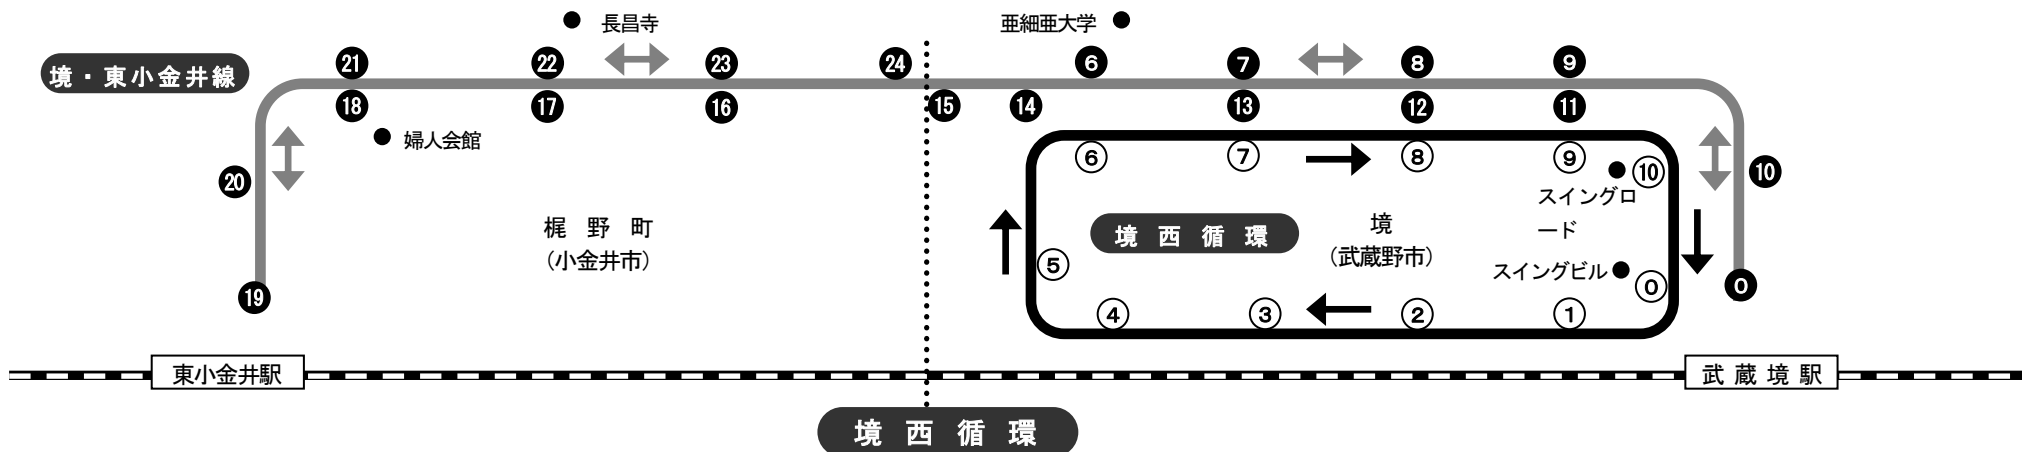 長昌寺
亜細亜大学
境・東小金井線
21
22
23
24
6
7
8
9
18
17
16
15
14
13
12
11
婦人会館
20
10
6
7
8
9
10
スイングロ
ード
梶野町
(小金井市)
境西循環
境
(武蔵野市)
スイングビル
5
0
0
19
4
3
2
1
東小金井駅
武蔵境駅
境西循環